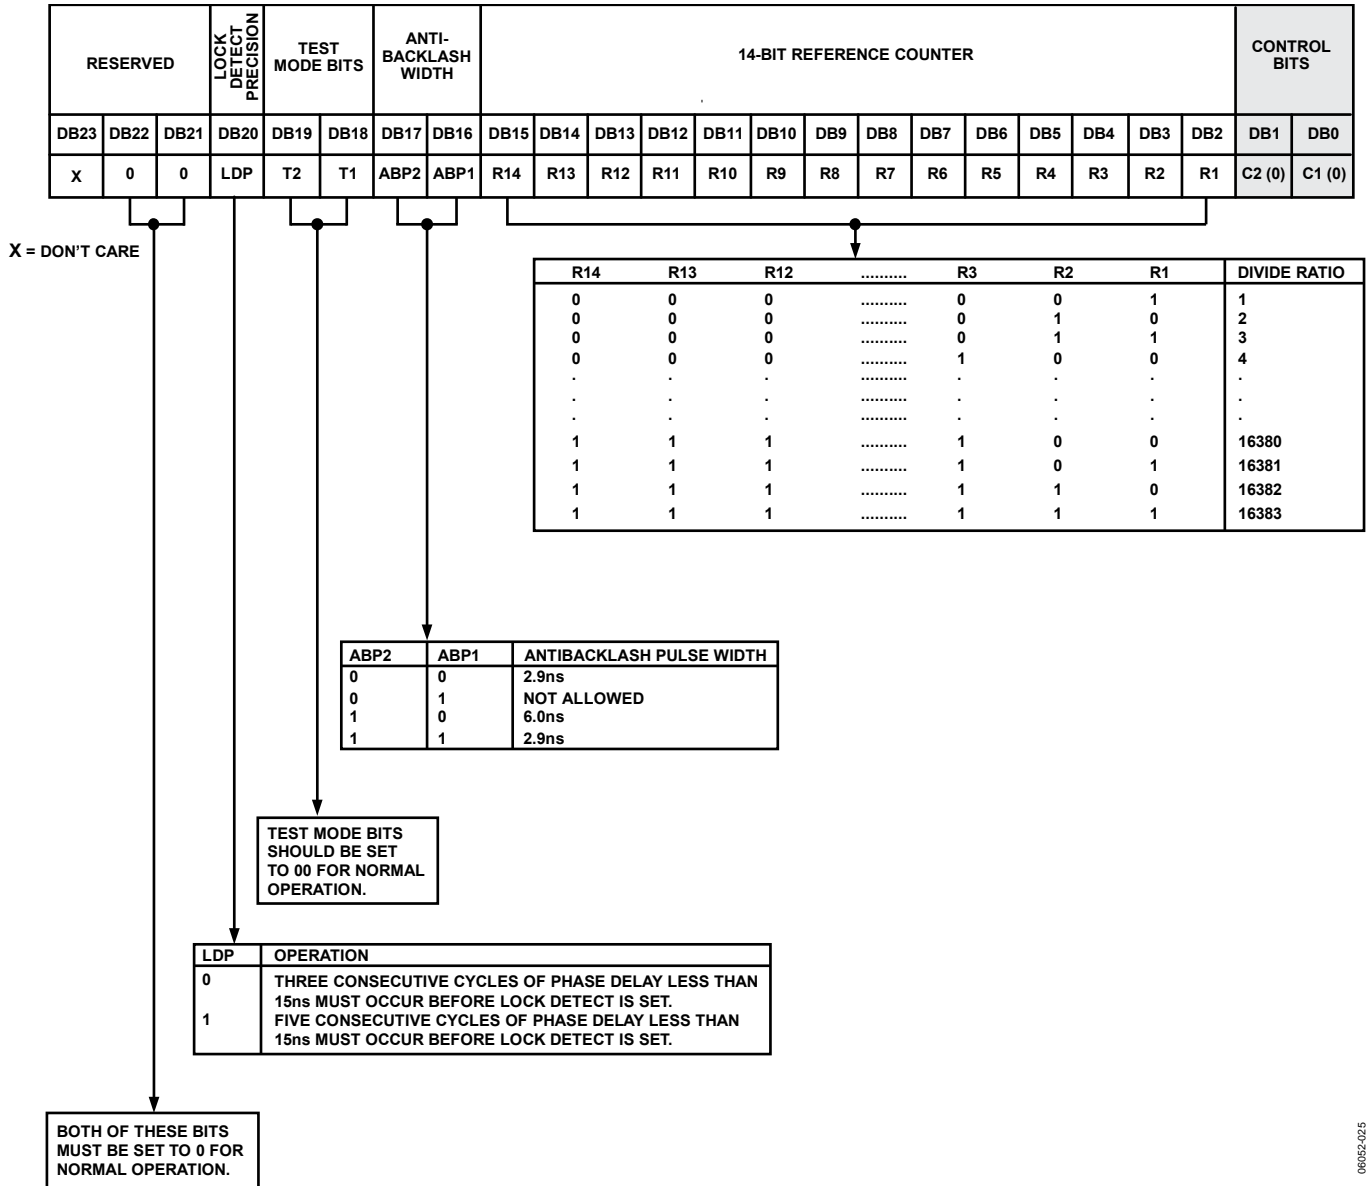 RESERVED
LOCK
DETECT
PRECISION
TEST
MODE BITS
ANTI-
BACKLASH
WIDTH
14-BIT REFERENCE COUNTER
CONTROL
BITS
DB23 DB22 DB21 DB20 DB19 DB18 DB17 DB16 DB15 DB14 DB13 DB12 DB11 DB10 DB9 DB8 DB7 DB6 DB5 DB4 DB3 DB2 DB1 DB0
X 0 0 LDP T2 T1 ABP2 ABP1 R14 R13 R12 R11 R10 R9 R8 R7 R6 R5 R4 R3 R2 R1 C2 (0) C1 (0)
X = DON'T CARE
R14 R13 R12 .......... R3 R2 R1 DIVIDE RATIO
0 0 0 .......... 0 0 1 1
0 0 0 .......... 0 1 0 2
0 0 0 .......... 0 1 1 3
0 0 0 .......... 1 0 0 4
. . . .......... . . . .
. . . .......... . . . .
. . . .......... . . . .
1 1 1 .......... 1 0 0 16380
1 1 1 .......... 1 0 1 16381
1 1 1 .......... 1 1 0 16382
1 1 1 .......... 1 1 1 16383
ABP2 ABP1 ANTIBACKLASH PULSE WIDTH
0 0 2.9ns
0 1 NOT ALLOWED
1 0 6.0ns
1 1 2.9ns
TEST MODE BITS
SHOULD BE SET
TO 00 FOR NORMAL
OPERATION.
LDP OPERATION
0 THREE CONSECUTIVE CYCLES OF PHASE DELAY LESS THAN
15ns MUST OCCUR BEFORE LOCK DETECT IS SET.
1 FIVE CONSECUTIVE CYCLES OF PHASE DELAY LESS THAN
15ns MUST OCCUR BEFORE LOCK DETECT IS SET.
BOTH OF THESE BITS
MUST BE SET TO 0 FOR
NORMAL OPERATION.
06052-025